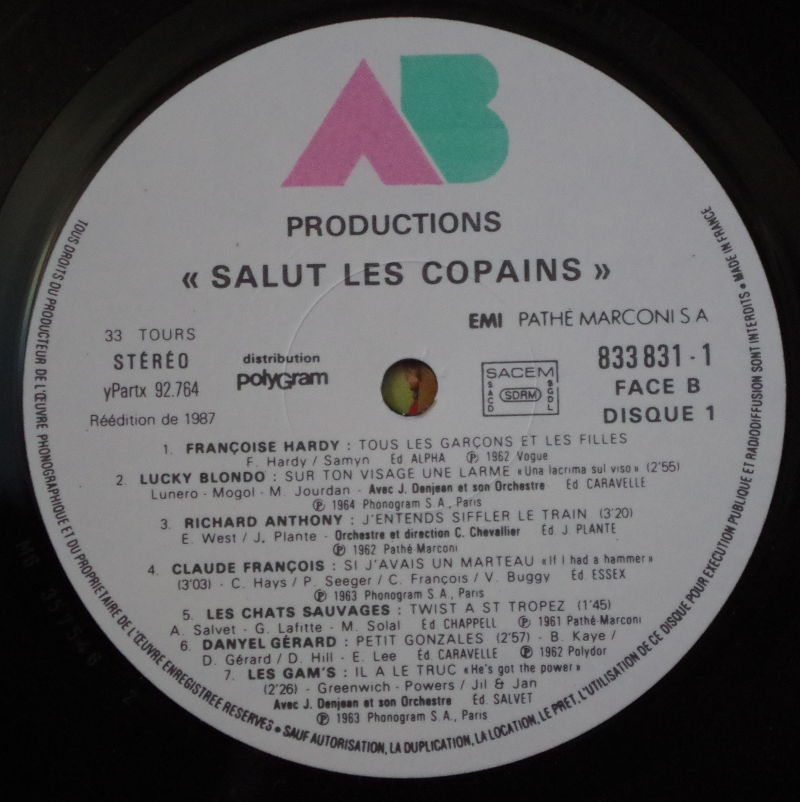 AB
PRODUCTIONS
« SALUT LES COPAINS »
EMI PATHÉ MARCONI S A
33 TOURS
STÉRÉO
yPartx 92.764
Réédition de 1987
distribution
polyGram
SACEM
SACD
SDRM
SGDL
833 831 - 1
FACE B
DISQUE 1
1. FRANÇOISE HARDY : TOUS LES GARÇONS ET LES FILLES
F. Hardy / Samyn Ed ALPHA ℗ 1962 Vogue
2. LUCKY BLONDO : SUR TON VISAGE UNE LARME «Una lacrima sul viso» (2'55)
Lunero - Mogol - M. Jourdan - Avec J. Denjean et son Orchestre Ed. CARAVELLE
℗ 1964 Phonogram S.A., Paris
3. RICHARD ANTHONY : J'ENTENDS SIFFLER LE TRAIN (3'20)
E. West / J. Plante - Orchestre et direction C. Chevallier Ed. J. PLANTE
℗ 1962 Pathé-Marconi
4. CLAUDE FRANÇOIS : SI J'AVAIS UN MARTEAU «If I had a hammer»
(3'03) - C. Hays / P. Seeger / C. François / V. Buggy Ed. ESSEX
℗ 1963 Phonogram S.A., Paris
5. LES CHATS SAUVAGES : TWIST A ST TROPEZ (1'45)
A. Salvet - G. Lafitte - M. Solal Ed. CHAPPELL ℗ 1961 Pathé-Marconi
6. DANYEL GÉRARD : PETIT GONZALES (2'57) - B. Kaye /
D. Gérard / D. Hill - E. Lee Ed. CARAVELLE ℗ 1962 Polydor
7. LES GAM'S : IL A LE TRUC «He's got the power»
(2'26) - Greenwich - Powers / Jil & Jan
Avec J. Denjean et son Orchestre Ed. SALVET
℗ 1963 Phonogram S.A., Paris
TOUS DROITS DU PRODUCTEUR DE L'ŒUVRE PHONOGRAPHIQUE ET DU PROPRIETAIRE DE L'ŒUVRE ENREGISTREE RESERVES • SAUF AUTORISATION, LA DUPLICATION, LA LOCATION, LE PRET, L'UTILISATION DE CE DISQUE POUR EXECUTION PUBLIQUE ET RADIODIFFUSION SONT INTERDITS • MADE IN FRANCE